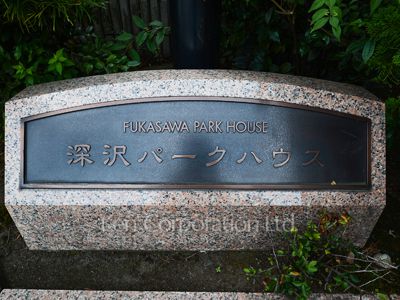 FUKASAWA PARK HOUSE
深沢パークハウス
Ken Corporation Ltd.